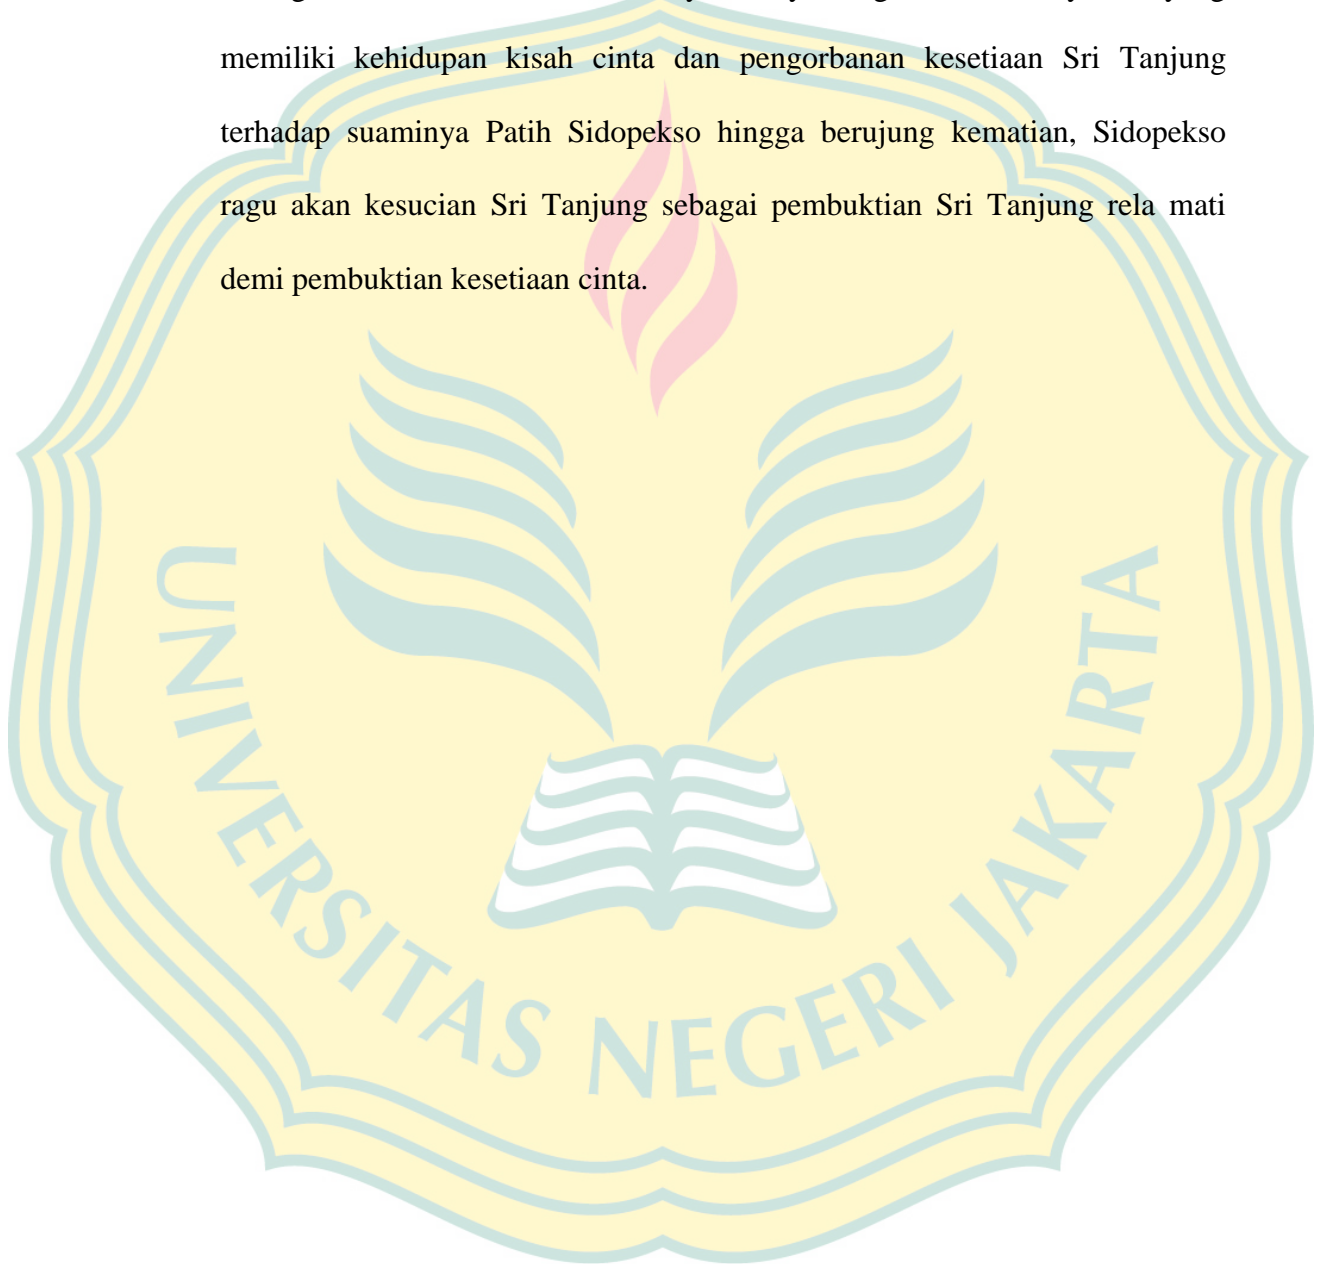 memiliki kehidupan kisah cinta dan pengorbanan kesetiaan Sri Tanjung
terhadap suaminya Patih Sidopekso hingga berujung kematian, Sidopekso
ragu akan kesucian Sri Tanjung sebagai pembuktian Sri Tanjung rela mati
demi pembuktian kesetiaan cinta.
UNIVERSITAS NEGERI JAKARTA